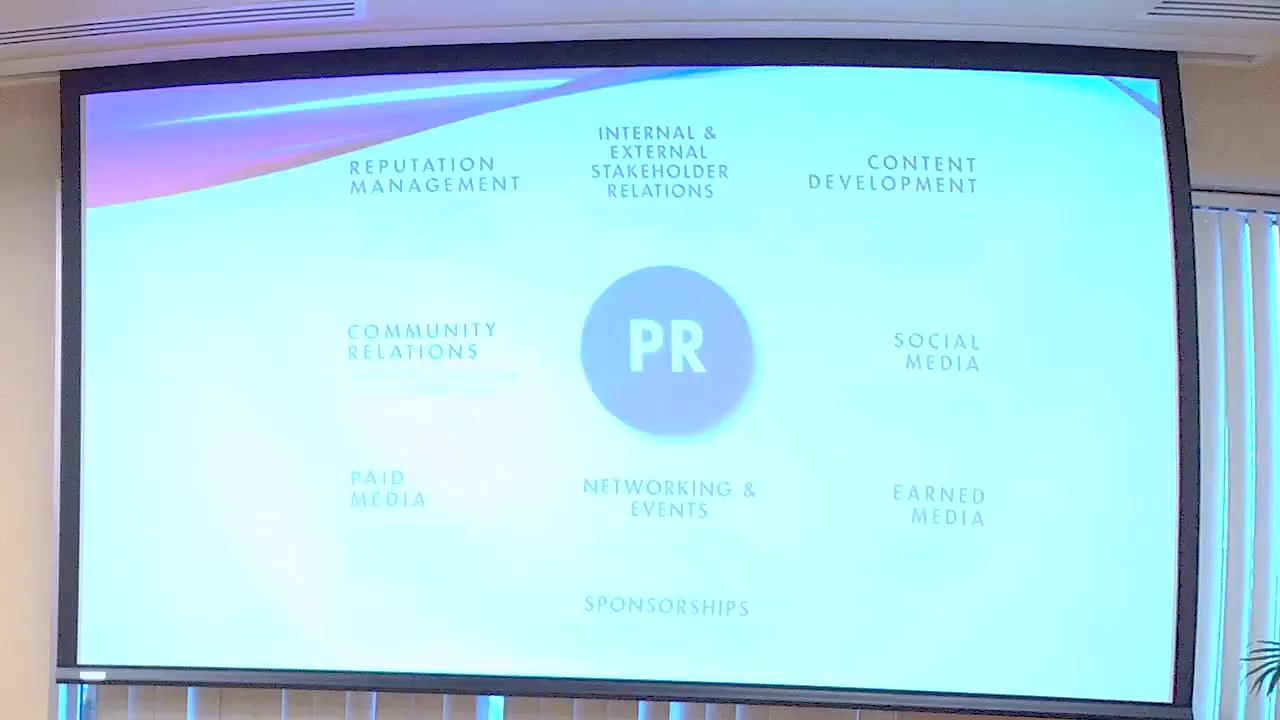 REPUTATION
MANAGEMENT
INTERNAL &
EXTERNAL
STAKEHOLDER
RELATIONS
CONTENT
DEVELOPMENT
COMMUNITY
RELATIONS
PR
SOCIAL
MEDIA
PAID
MEDIA
NETWORKING &
EVENTS
EARNED
MEDIA
SPONSORSHIPS